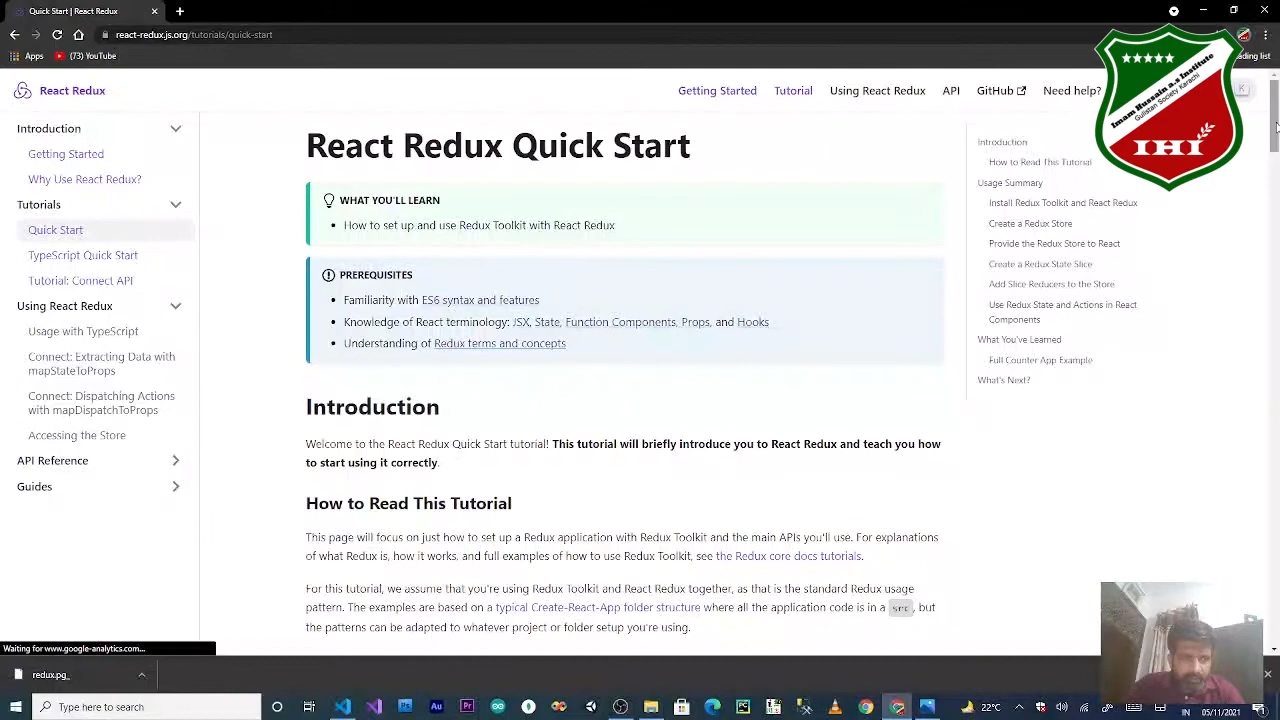 Quick Start | React Redux
react-redux.js.org/tutorials/quick-start
Apps
(73) YouTube
ding list
React Redux
Getting Started
Tutorial
Using React Redux
API
GitHub
Need help?
K
Introduction
Getting Started
Why Use React Redux?
Tutorials
Quick Start
TypeScript Quick Start
Tutorial: Connect API
Using React Redux
Usage with TypeScript
Connect: Extracting Data with
mapStateToProps
Connect: Dispatching Actions
with mapDispatchToProps
Accessing the Store
API Reference
Guides
React Redux Quick Start
WHAT YOU'LL LEARN
How to set up and use Redux Toolkit with React Redux
PREREQUISITES
Familiarity with ES6 syntax and features
Knowledge of React terminology: JSX, State, Function Components, Props, and Hooks
Understanding of Redux terms and concepts
Introduction
Welcome to the React Redux Quick Start tutorial! This tutorial will briefly introduce you to React Redux and teach you how
to start using it correctly.
How to Read This Tutorial
This page will focus on just how to set up a Redux application with Redux Toolkit and the main APIs you'll use. For explanations
of what Redux is, how it works, and full examples of how to use Redux Toolkit, see the Redux core docs tutorials.
For this tutorial, we assume that you're using Redux Toolkit and React Redux together, as that is the standard Redux usage
pattern. The examples are based on a typical Create-React-App folder structure where all the application code is in a src, but
the patterns can be adapted to whatever project or folder setup you're using.
Introduction
How to Read This Tutorial
Usage Summary
Install Redux Toolkit and React Redux
Create a Redux Store
Provide the Redux Store to React
Create a Redux State Slice
Add Slice Reducers to the Store
Use Redux State and Actions in React
Components
What You've Learned
Full Counter App Example
What's Next?
Imam Hussain a.s Institute
Gulistan Society Karachi
IHI
Waiting for www.google-analytics.com...
redux.pg_
Type here to search
Ps
Au
Pr
22°C
IN
05/11/2021